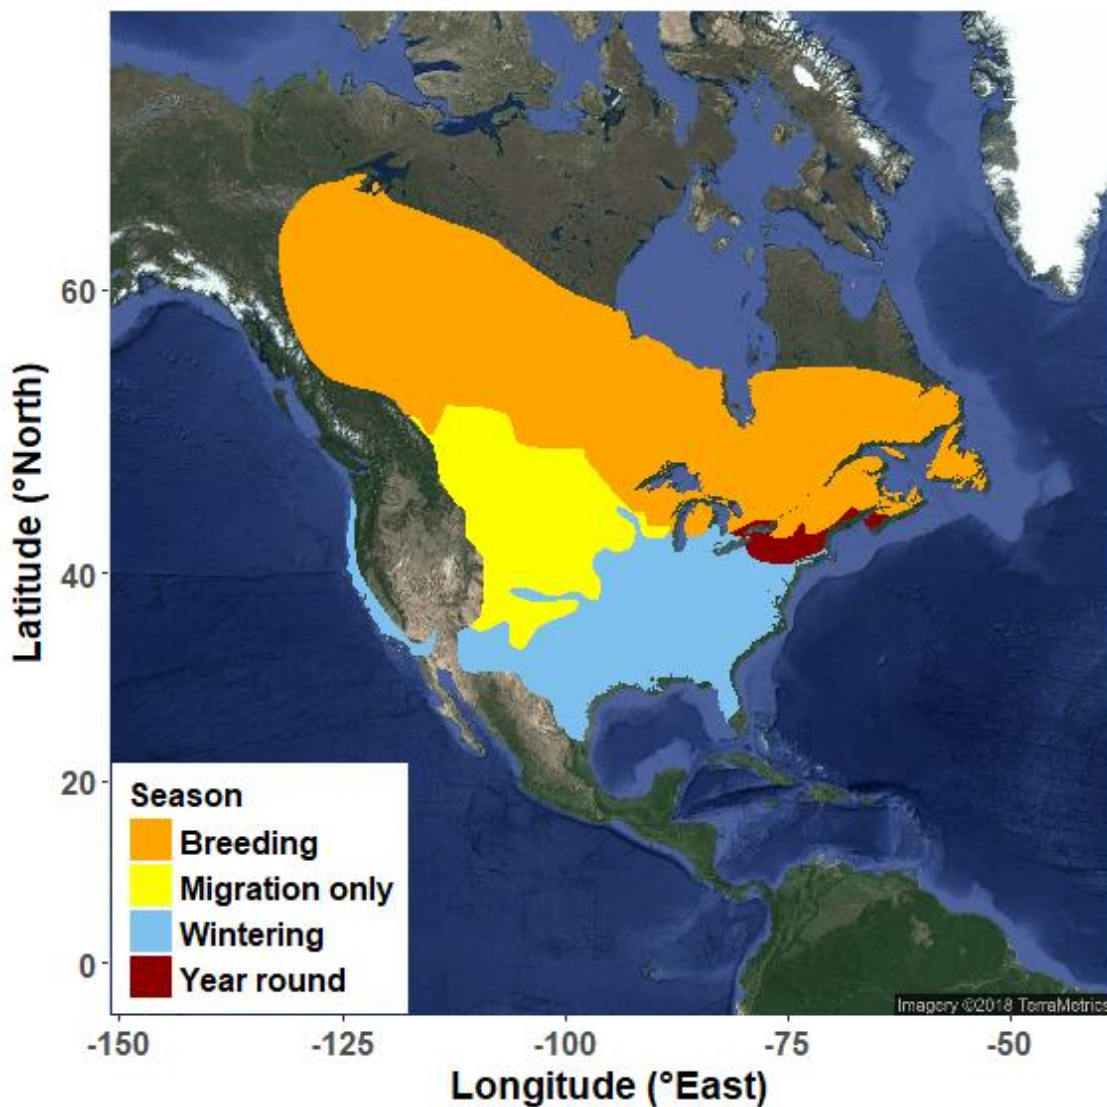 Latitude (°North)
60
40
20
0
Season
Breeding
Migration only
Wintering
Year round
Imagery ©2018 TerraMetrics
-150
-125
-100
-75
-50
Longitude (°East)